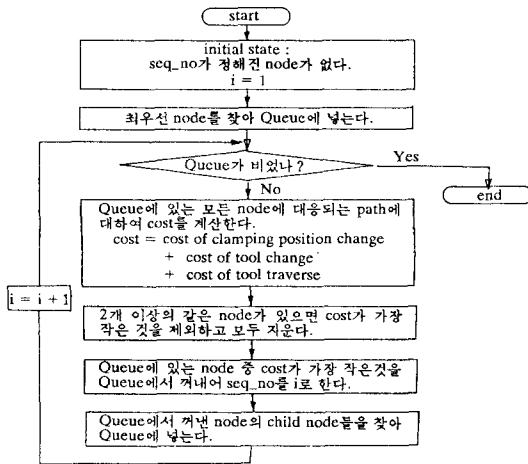 start
initial state :
seq_no가 정해진 node가 없다.
i = 1
최우선 node를 찾아 Queue에 넣는다.
Queue가 비었나 ?
Yes
end
No
Queue에 있는 모든 node에 대응되는 path에
대하여 cost를 계산한다.
cost = cost of clamping position change
+ cost of tool change
+ cost of tool traverse
i = i + 1
2개 이상의 같은 node가 있으면 cost가 가장
작은 것을 제외하고 모두 지운다.
Queue에 있는 node 중 cost가 가장 작은것을
Queue에서 꺼내어 seq_no를 i로 한다.
Queue에서 꺼낸 node의 child node들을 찾아
Queue에 넣는다.